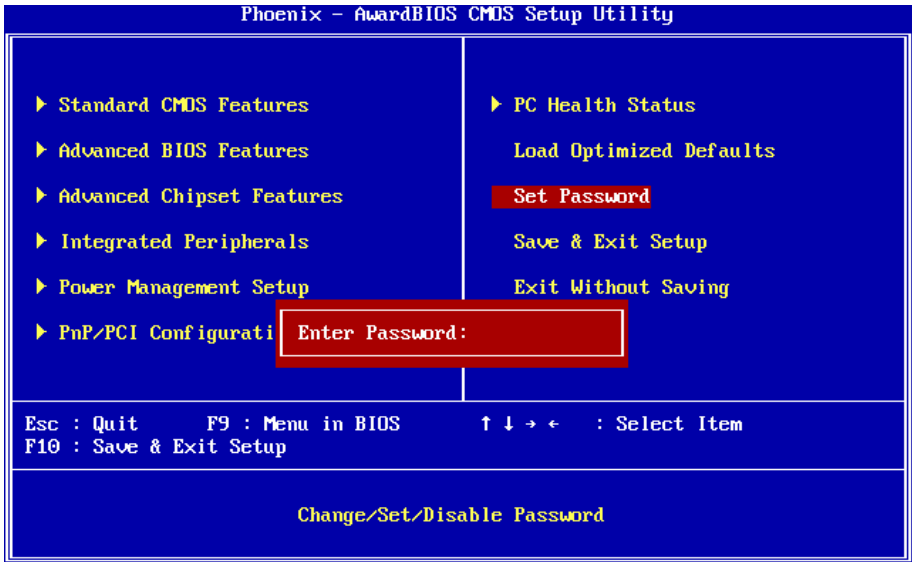 Phoenix - AwardBIOS CMOS Setup Utility
Standard CMOS Features
Advanced BIOS Features
Advanced Chipset Features
Integrated Peripherals
Power Management Setup
PnP/PCI Configurati
PC Health Status
Load Optimized Defaults
Set Password
Save & Exit Setup
Exit Without Saving
Enter Password:
Esc : Quit F9 : Menu in BIOS ↑ ↓ → ← : Select Item
F10 : Save & Exit Setup
Change/Set/Disable Password